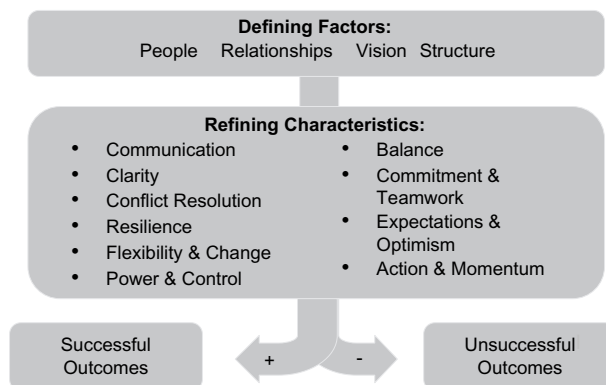 Defining Factors:
People Relationships Vision Structure
Refining Characteristics:
• Communication
• Clarity
• Conflict Resolution
• Resilience
• Flexibility & Change
• Power & Control
• Balance
• Commitment &
Teamwork
• Expectations &
Optimism
• Action & Momentum
Successful
Outcomes
+
-
Unsuccessful
Outcomes